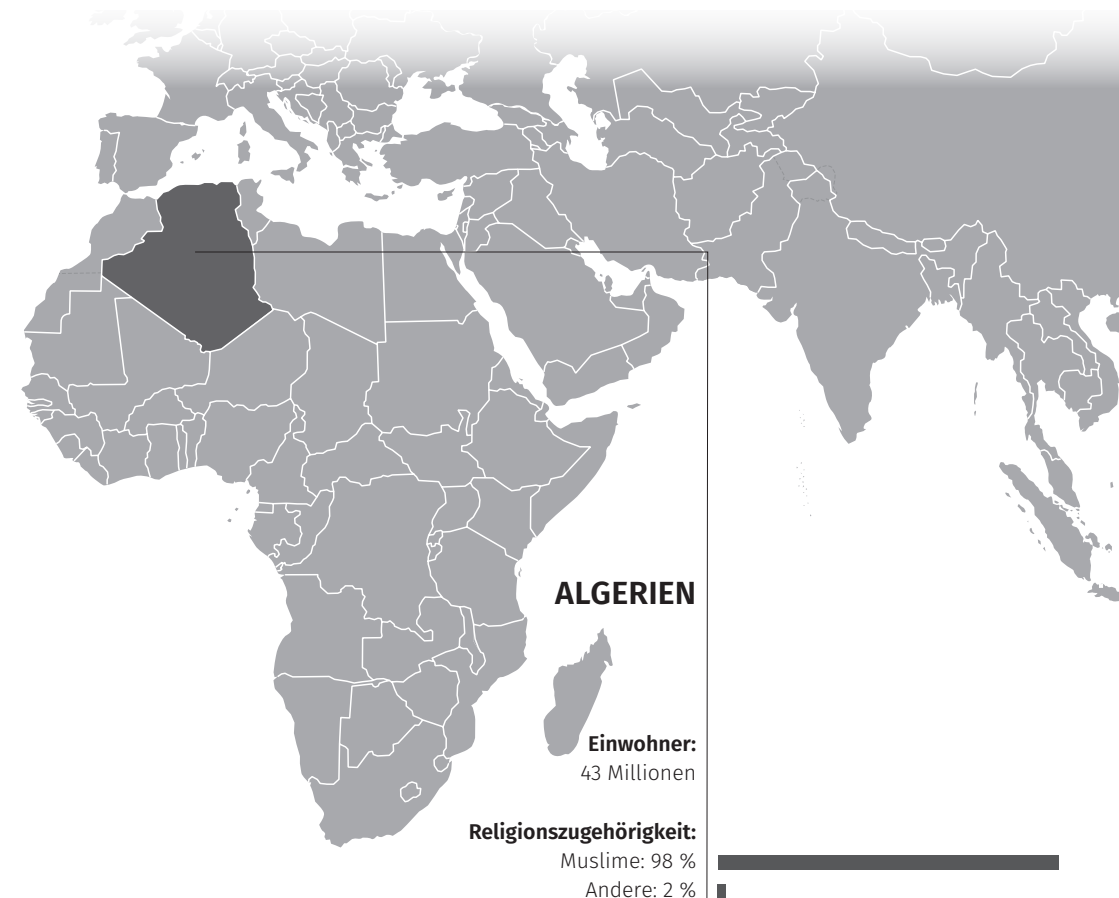 ALGERIEN
Einwohner:
43 Millionen
Religionszugehörigkeit:
Muslime: 98 %
Andere: 2 %